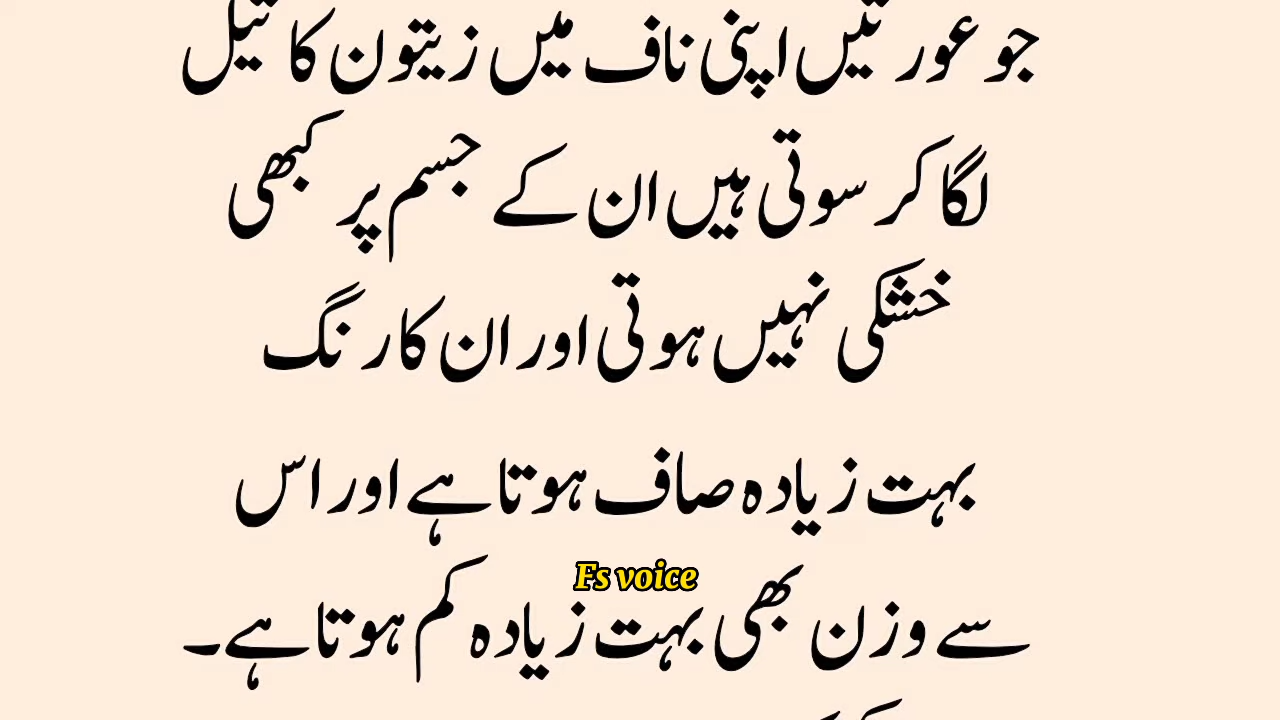 جو عورتیں اپنی ناف میں زیتون کا تیل
لگا کر سوتی ہیں ان کے جسم پر کبھی
خشکی نہیں ہوتی اور ان کا رنگ
بہت زیادہ صاف ہوتا ہے اور اس
Fs voice
سے وزن بھی بہت زیادہ کم ہوتا ہے۔